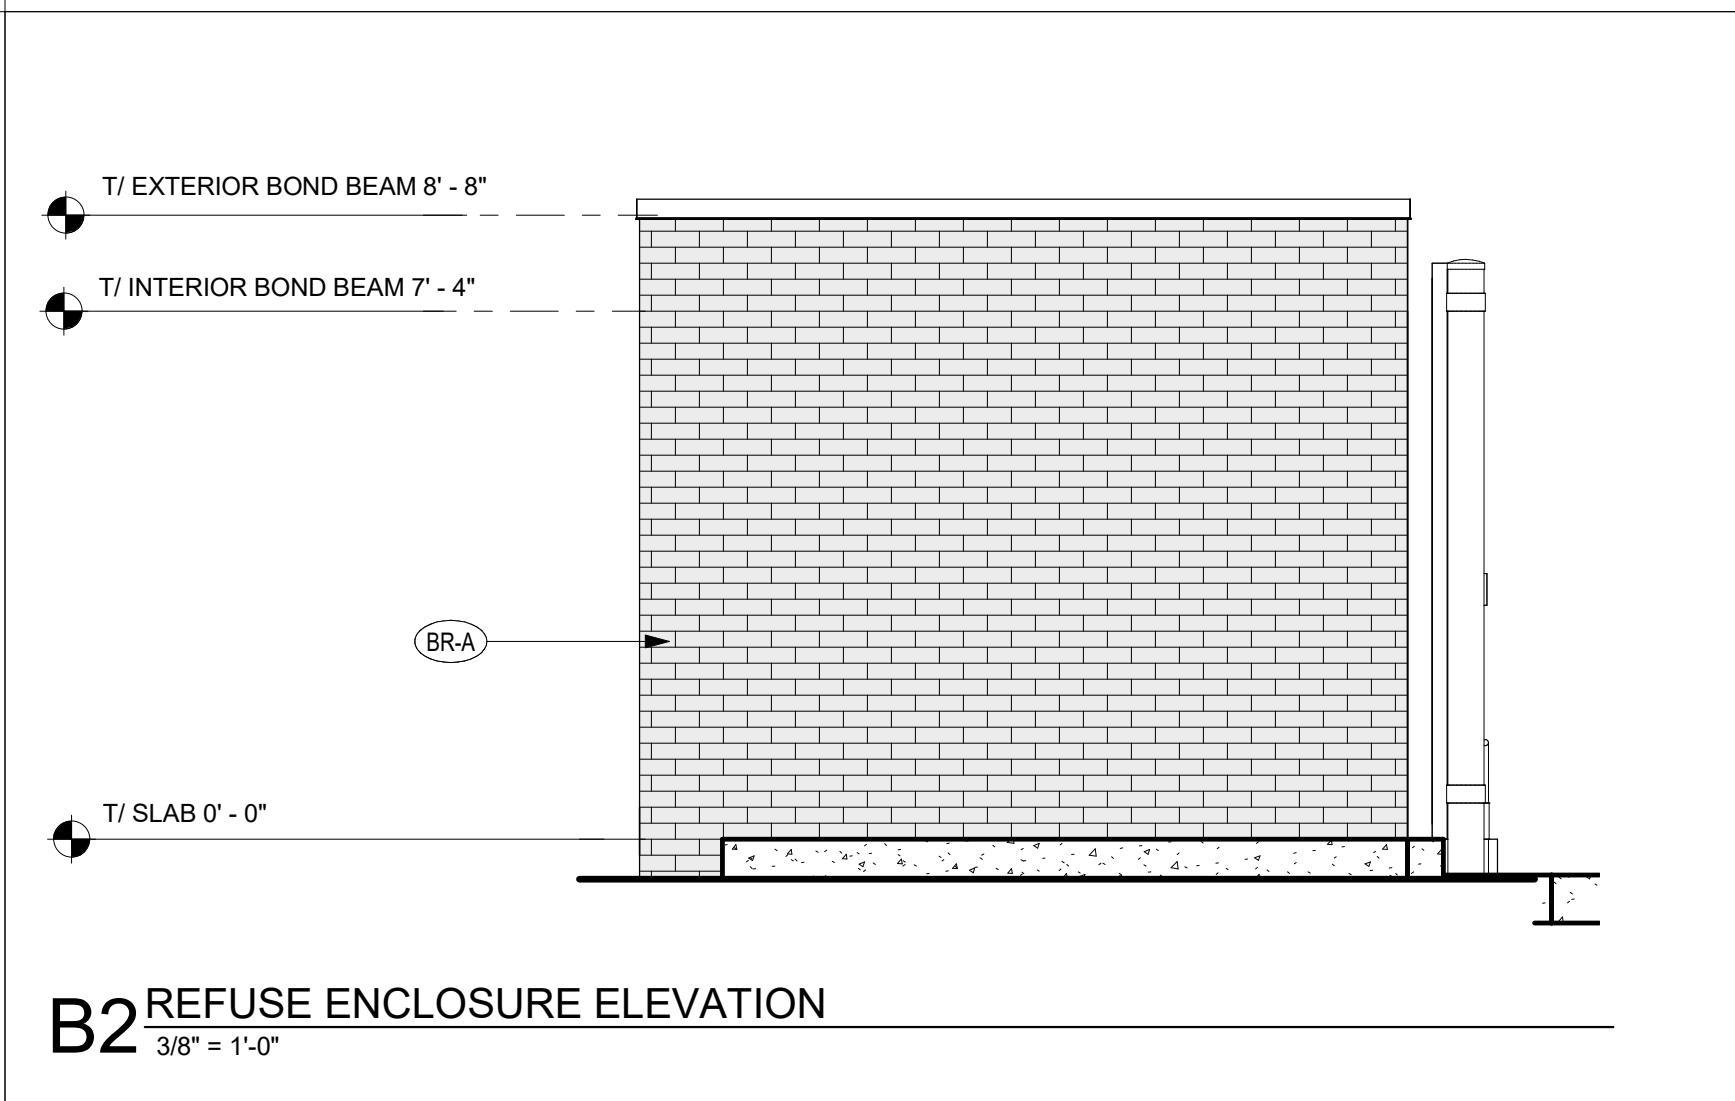 T/ EXTERIOR BOND BEAM 8' - 8"
T/ INTERIOR BOND BEAM 7' - 4"
BR-A
T/ SLAB 0' - 0"
B2 REFUSE ENCLOSURE ELEVATION
3/8" = 1'-0"